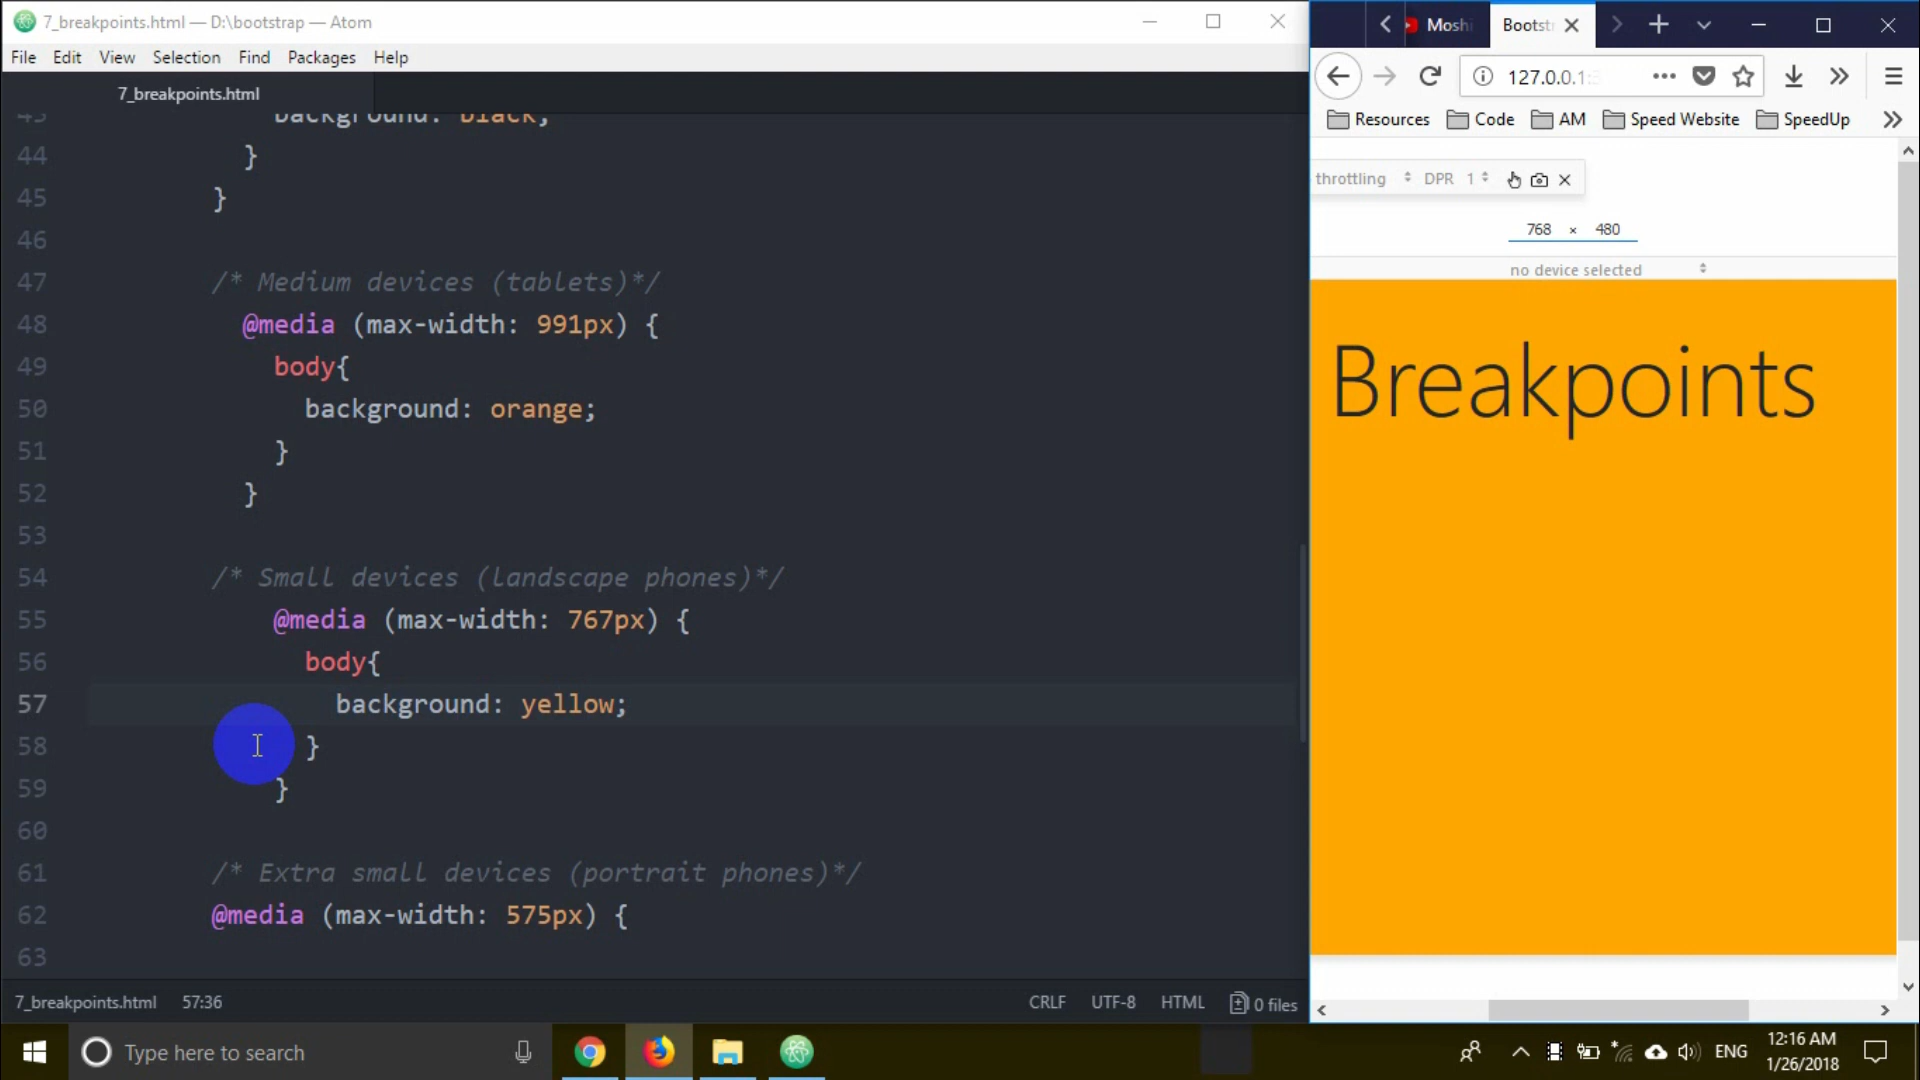 7_breakpoints.html — D:\bootstrap — Atom
File Edit View Selection Find Packages Help
7_breakpoints.html
43 background: black;
44 }
45 }
46
47 /* Medium devices (tablets)*/
48 @media (max-width: 991px) {
49 body{
50 background: orange;
51 }
52 }
53
54 /* Small devices (landscape phones)*/
55 @media (max-width: 767px) {
56 body{
57 background: yellow;
58 }
59 }
60
61 /* Extra small devices (portrait phones)*/
62 @media (max-width: 575px) {
63
7_breakpoints.html 57:36 CRLF UTF-8 HTML 0 files
Moshi Bootst
127.0.0.1:
Resources Code AM Speed Website SpeedUp
throttling DPR 1
768 × 480
no device selected
Breakpoints
Type here to search
ENG
12:16 AM
1/26/2018